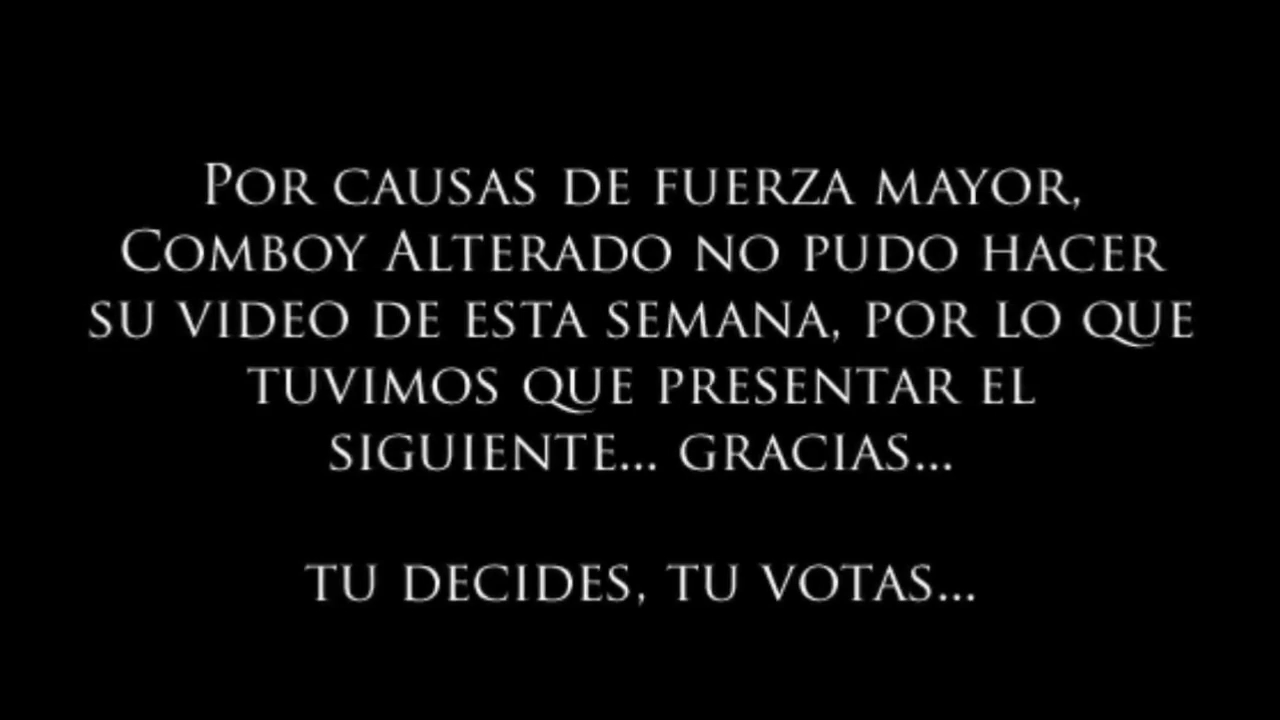 Por causas de fuerza mayor,
Comboy Alterado no pudo hacer
su video de esta semana, por lo que
tuvimos que presentar el
siguiente... gracias...
tu decides, tu votas...